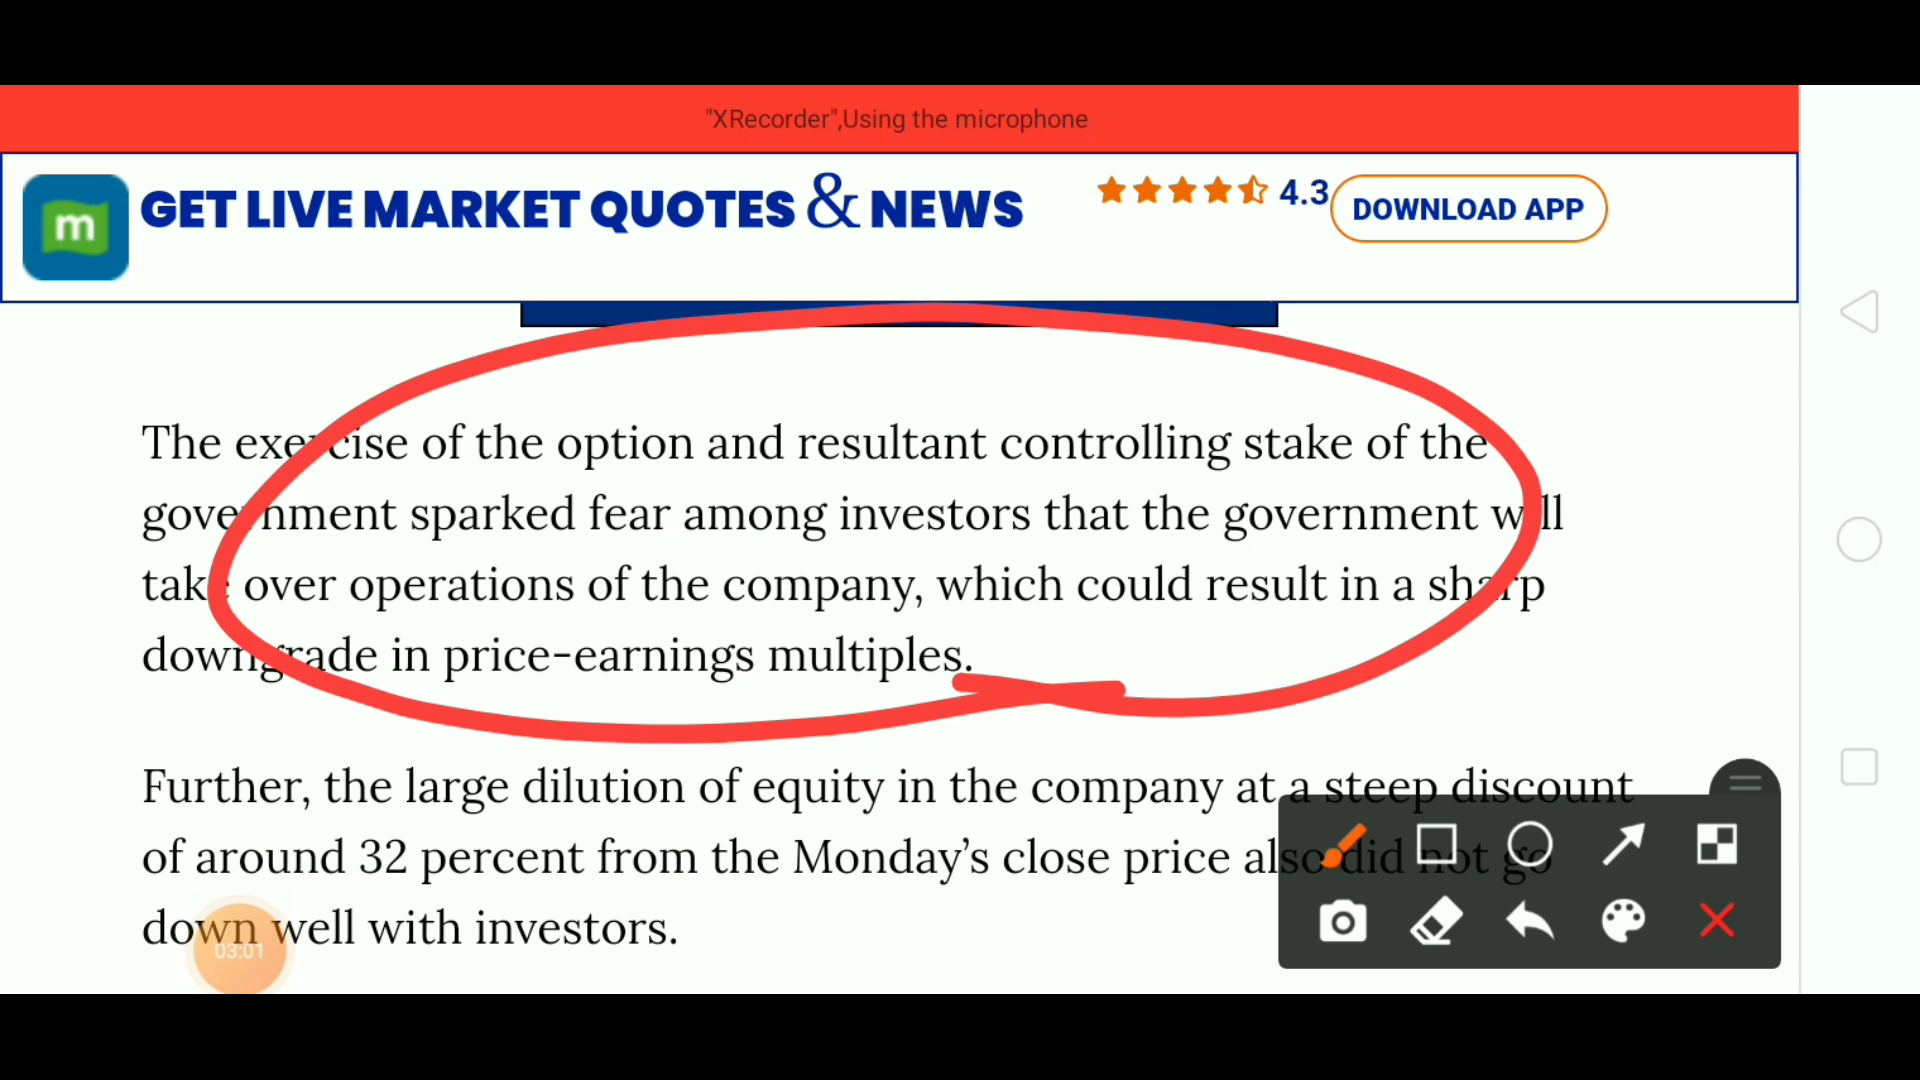 "XRecorder",Using the microphone
m
GET LIVE MARKET QUOTES & NEWS
4.3
DOWNLOAD APP
The exercise of the option and resultant controlling stake of the
government sparked fear among investors that the government will
take over operations of the company, which could result in a sharp
downgrade in price-earnings multiples.
Further, the large dilution of equity in the company at a steep discount
of around 32 percent from the Monday's close price also did not go
down well with investors.
03:01